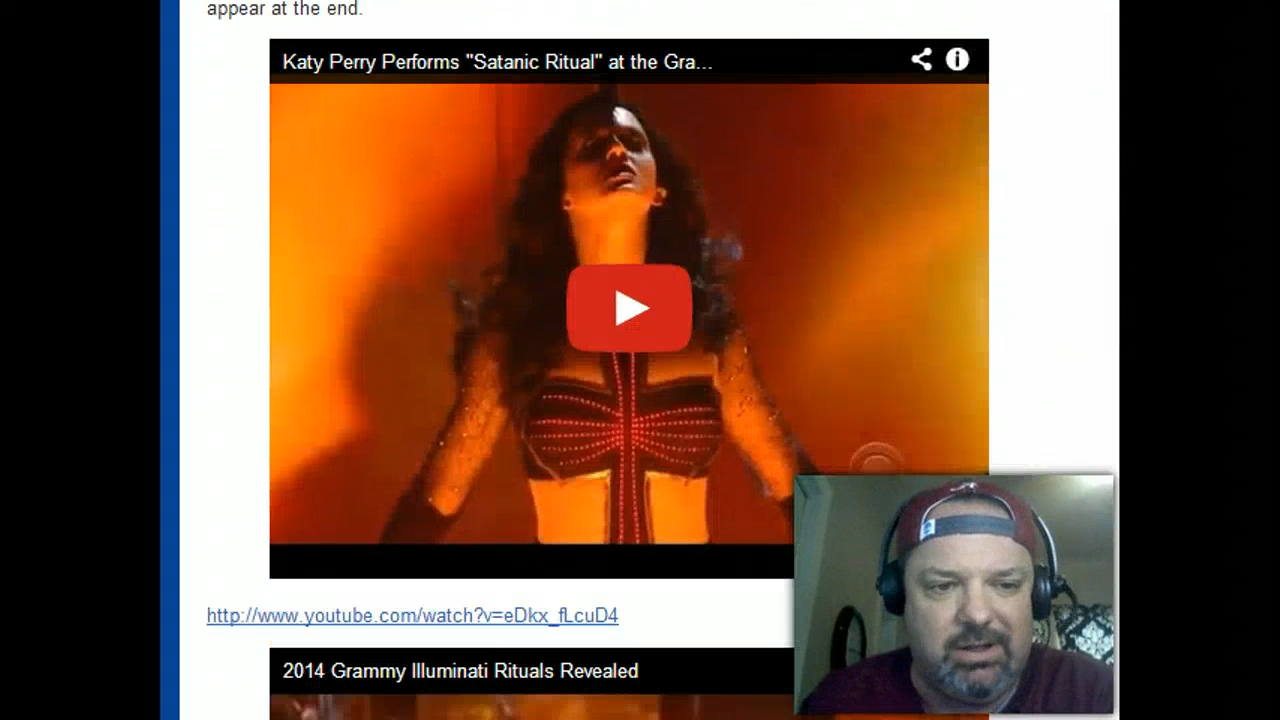 appear at the end.
Katy Perry Performs "Satanic Ritual" at the Gra...
http://www.youtube.com/watch?v=eDkx_fLcuD4
2014 Grammy Illuminati Rituals Revealed